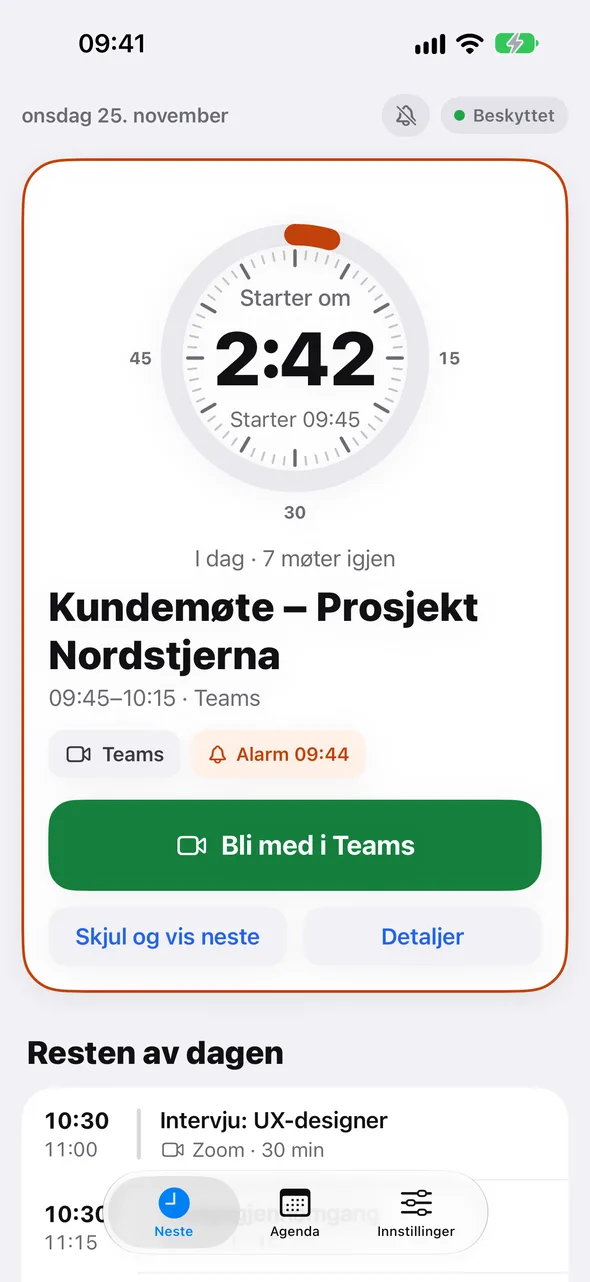 09:41
onsdag 25. november
Beskyttet
Starter om
2:42
Starter 09:45
45
15
30
I dag · 7 møter igjen
Kundemøte – Prosjekt
Nordstjerna
09:45–10:15 · Teams
Teams
Alarm 09:44
Bli med i Teams
Skjul og vis neste
Detaljer
Resten av dagen
10:30
Intervju: UX-designer
11:00
Zoom · 30 min
10:30
11:15
Neste
Agenda
Innstillinger